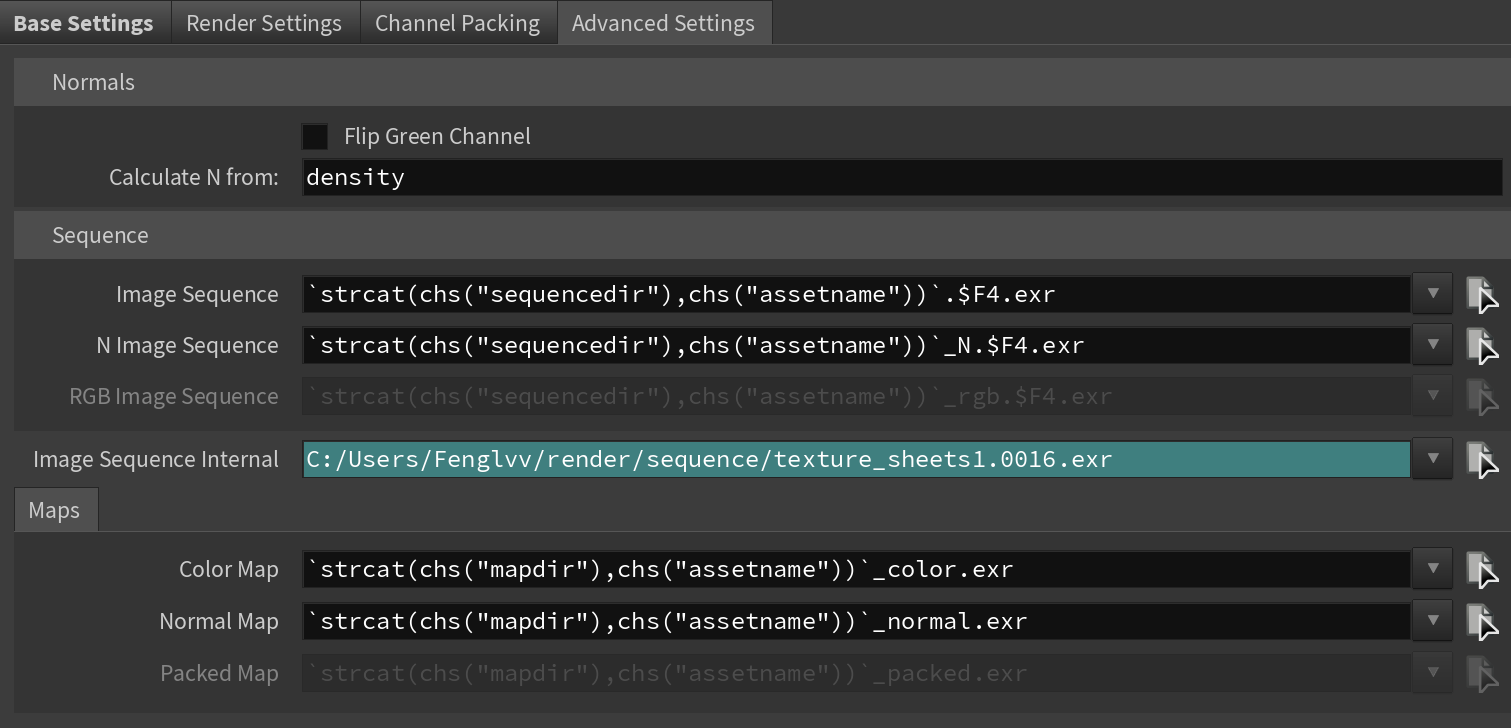 Base Settings Render Settings Channel Packing Advanced Settings
Normals
Flip Green Channel
Calculate N from: density
Sequence
Image Sequence `strcat(chs("sequencedir"),chs("assetname"))`.$F4.exr
N Image Sequence `strcat(chs("sequencedir"),chs("assetname"))`_N.$F4.exr
RGB Image Sequence `strcat(chs("sequencedir"),chs("assetname"))`_rgb.$F4.exr
Image Sequence Internal C:/Users/Fenglvv/render/sequence/texture_sheets1.0016.exr
Maps
Color Map `strcat(chs("mapdir"),chs("assetname"))`_color.exr
Normal Map `strcat(chs("mapdir"),chs("assetname"))`_normal.exr
Packed Map `strcat(chs("mapdir"),chs("assetname"))`_packed.exr